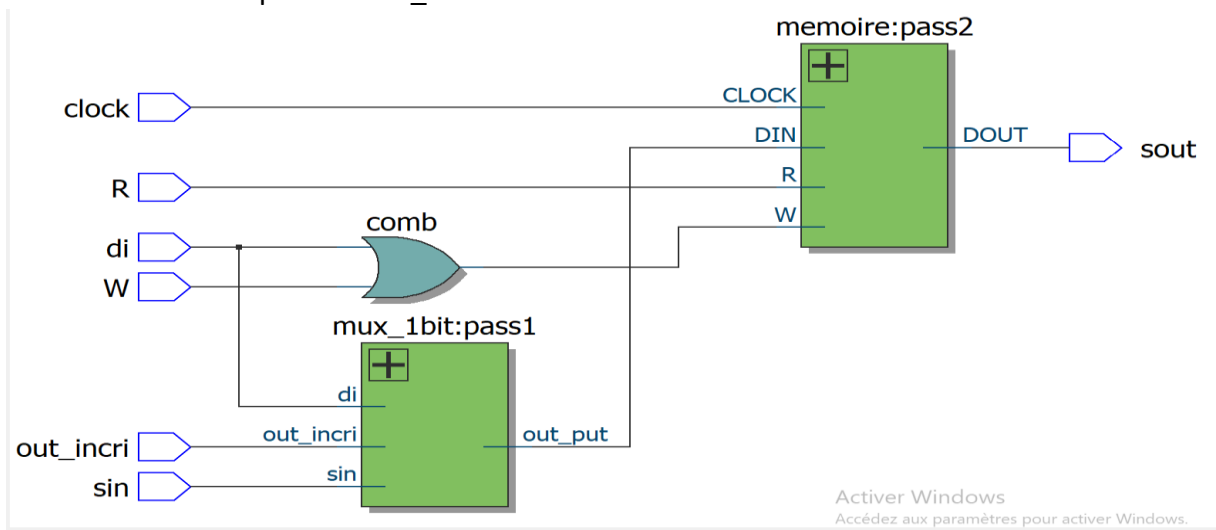 memoire:pass2
clock
CLOCK
DIN
DOUT
sout
R
R
W
comb
di
W
mux_1bit:pass1
di
out_incri
out_incri
out_put
sin
sin
Activer Windows
Accédez aux paramètres pour activer Windows.